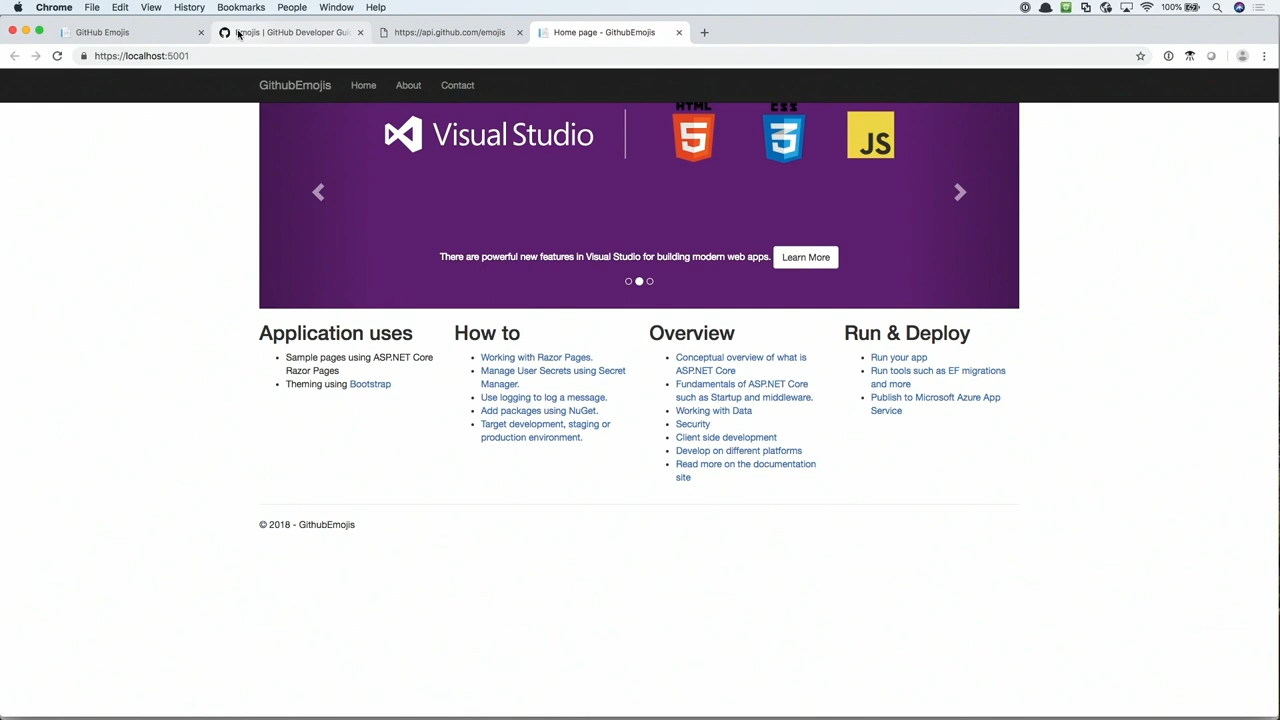 Chrome File Edit View History Bookmarks People Window Help 100%
GitHub Emojis
Emojis | GitHub Developer Gui
https://api.github.com/emojis
Home page - GithubEmojis
https://localhost:5001
GithubEmojis Home About Contact
HTML
CSS
Visual Studio
5
3
JS
There are powerful new features in Visual Studio for building modern web apps. Learn More
Application uses
Sample pages using ASP.NET Core
Razor Pages
Theming using Bootstrap
How to
Working with Razor Pages.
Manage User Secrets using Secret
Manager.
Use logging to log a message.
Add packages using NuGet.
Target development, staging or
production environment.
Overview
Conceptual overview of what is
ASP.NET Core
Fundamentals of ASP.NET Core
such as Startup and middleware.
Working with Data
Security
Client side development
Develop on different platforms
Read more on the documentation
site
Run & Deploy
Run your app
Run tools such as EF migrations
and more
Publish to Microsoft Azure App
Service
© 2018 - GithubEmojis